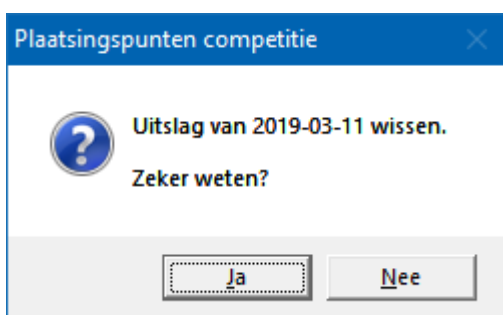 Plaatsingspunten competitie
Uitslag van 2019-03-11 wissen.
Zeker weten?
Ja
Nee